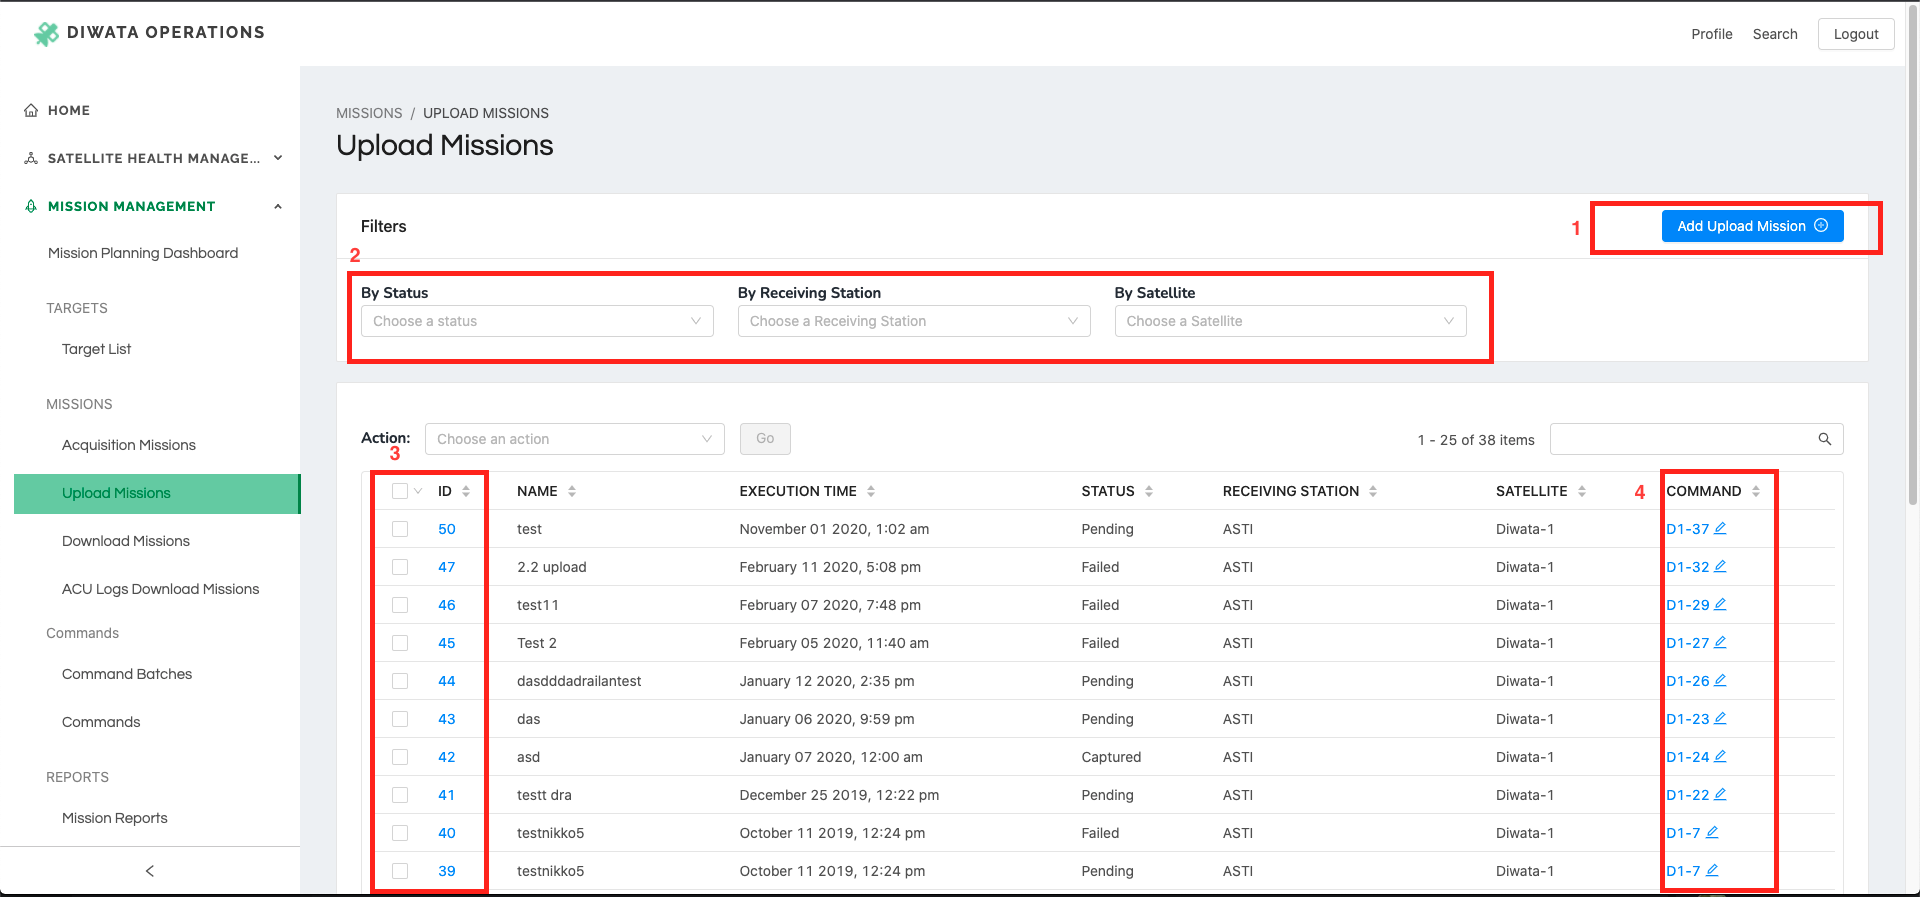 DIWATA OPERATIONS
Profile Search Logout
HOME
SATELLITE HEALTH MANAGE...
MISSION MANAGEMENT
Mission Planning Dashboard
TARGETS
Target List
MISSIONS
Acquisition Missions
Upload Missions
Download Missions
ACU Logs Download Missions
Commands
Command Batches
Commands
REPORTS
Mission Reports
MISSIONS / UPLOAD MISSIONS
Upload Missions
Filters
1
Add Upload Mission
2
By Status By Receiving Station By Satellite
Choose a status Choose a Receiving Station Choose a Satellite
Action: Choose an action Go 1 - 25 of 38 items
3
ID NAME EXECUTION TIME STATUS RECEIVING STATION SATELLITE 4 COMMAND
50 test November 01 2020, 1:02 am Pending ASTI Diwata-1 D1-37
47 2.2 upload February 11 2020, 5:08 pm Failed ASTI Diwata-1 D1-32
46 test11 February 07 2020, 7:48 pm Failed ASTI Diwata-1 D1-29
45 Test 2 February 05 2020, 11:40 am Failed ASTI Diwata-1 D1-27
44 dasdddadrailantest January 12 2020, 2:35 pm Pending ASTI Diwata-1 D1-26
43 das January 06 2020, 9:59 pm Pending ASTI Diwata-1 D1-23
42 asd January 07 2020, 12:00 am Captured ASTI Diwata-1 D1-24
41 testt dra December 25 2019, 12:22 pm Pending ASTI Diwata-1 D1-22
40 testnikko5 October 11 2019, 12:24 pm Failed ASTI Diwata-1 D1-7
39 testnikko5 October 11 2019, 12:24 pm Pending ASTI Diwata-1 D1-7